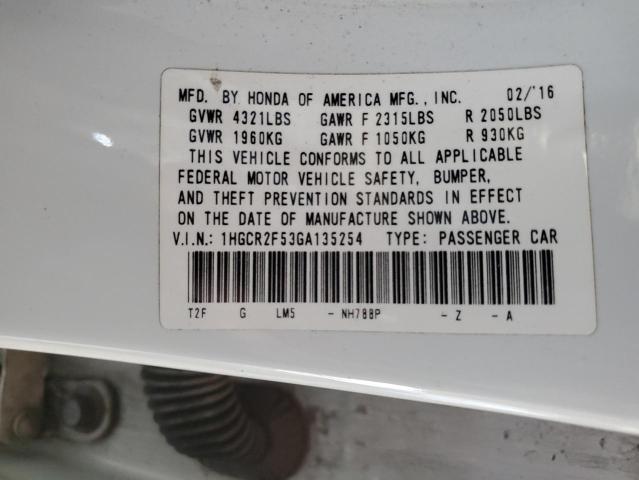 MFD. BY HONDA OF AMERICA MFG., INC. 02/'16
GVWR 4321LBS GAWR F 2315LBS R 2050LBS
GVWR 1960KG GAWR F 1050KG R 930KG
THIS VEHICLE CONFORMS TO ALL APPLICABLE
FEDERAL MOTOR VEHICLE SAFETY, BUMPER,
AND THEFT PREVENTION STANDARDS IN EFFECT
ON THE DATE OF MANUFACTURE SHOWN ABOVE.
V.I.N.: 1HGCR2F53GA135254 TYPE: PASSENGER CAR
T2F G LM5 - NH788P - Z - A